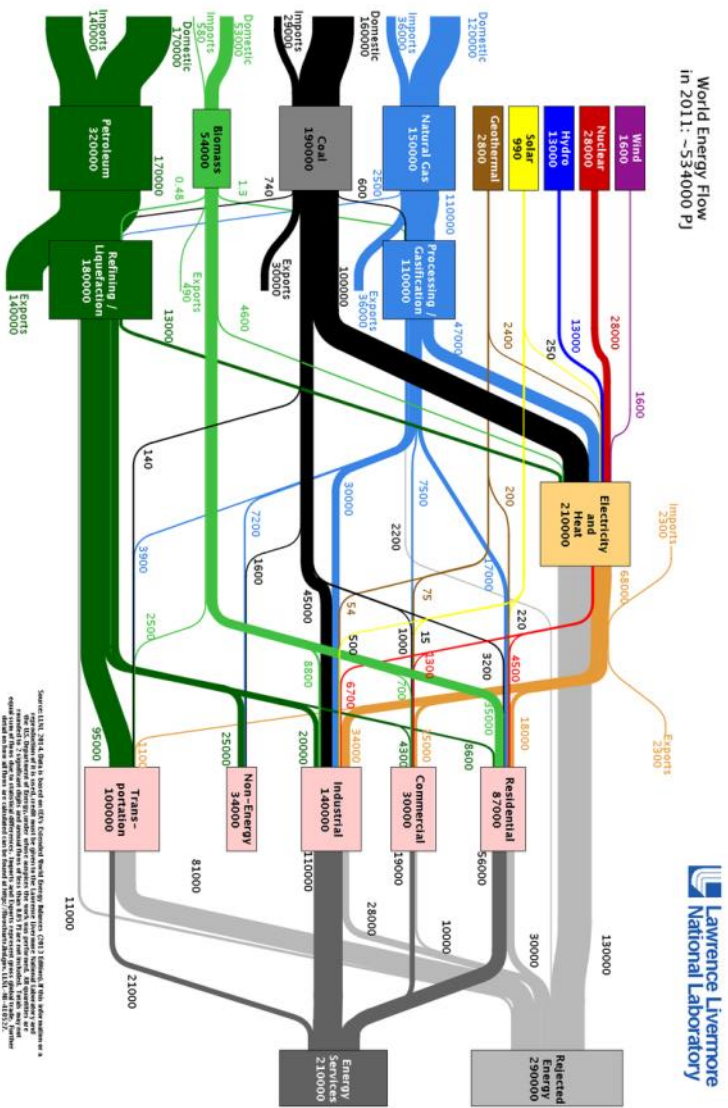 World Energy Flow
in 2011: ~534000 PJ
Lawrence Livermore
National Laboratory
Wind
1600
1600
Nuclear
28000
28000
Hydro
13000
13000
Solar
990
250
Geothermal
2800
2400
Domestic
120000
Imports
36000
Natural Gas
150000
110000
2500
Processing /
Gasification
110000
Exports
36000
47000
Domestic
160000
Imports
29000
Coal
190000
600
740
Exports
30000
100000
Domestic
53000
Imports
580
Biomass
54000
1.3
0.48
Exports
490
4600
Domestic
170000
Imports
140000
Petroleum
320000
170000
Refining /
Liquefaction
180000
Exports
140000
13000
Electricity
and
Heat
210000
Imports
2300
Exports
2300
68000
200
7500
2200
30000
7200
3900
140
17000
220
75
15
54
500
1000
1600
45000
3200
2500
4500
1300
6700
700
8800
35000
18000
15000
34000
1100
8600
4300
20000
25000
95000
Residential
87000
Commercial
30000
Industrial
140000
Non-Energy
34000
Trans-
portation
100000
56000
19000
110000
21000
130000
30000
10000
28000
81000
11000
Rejected
Energy
290000
Energy
Services
210000